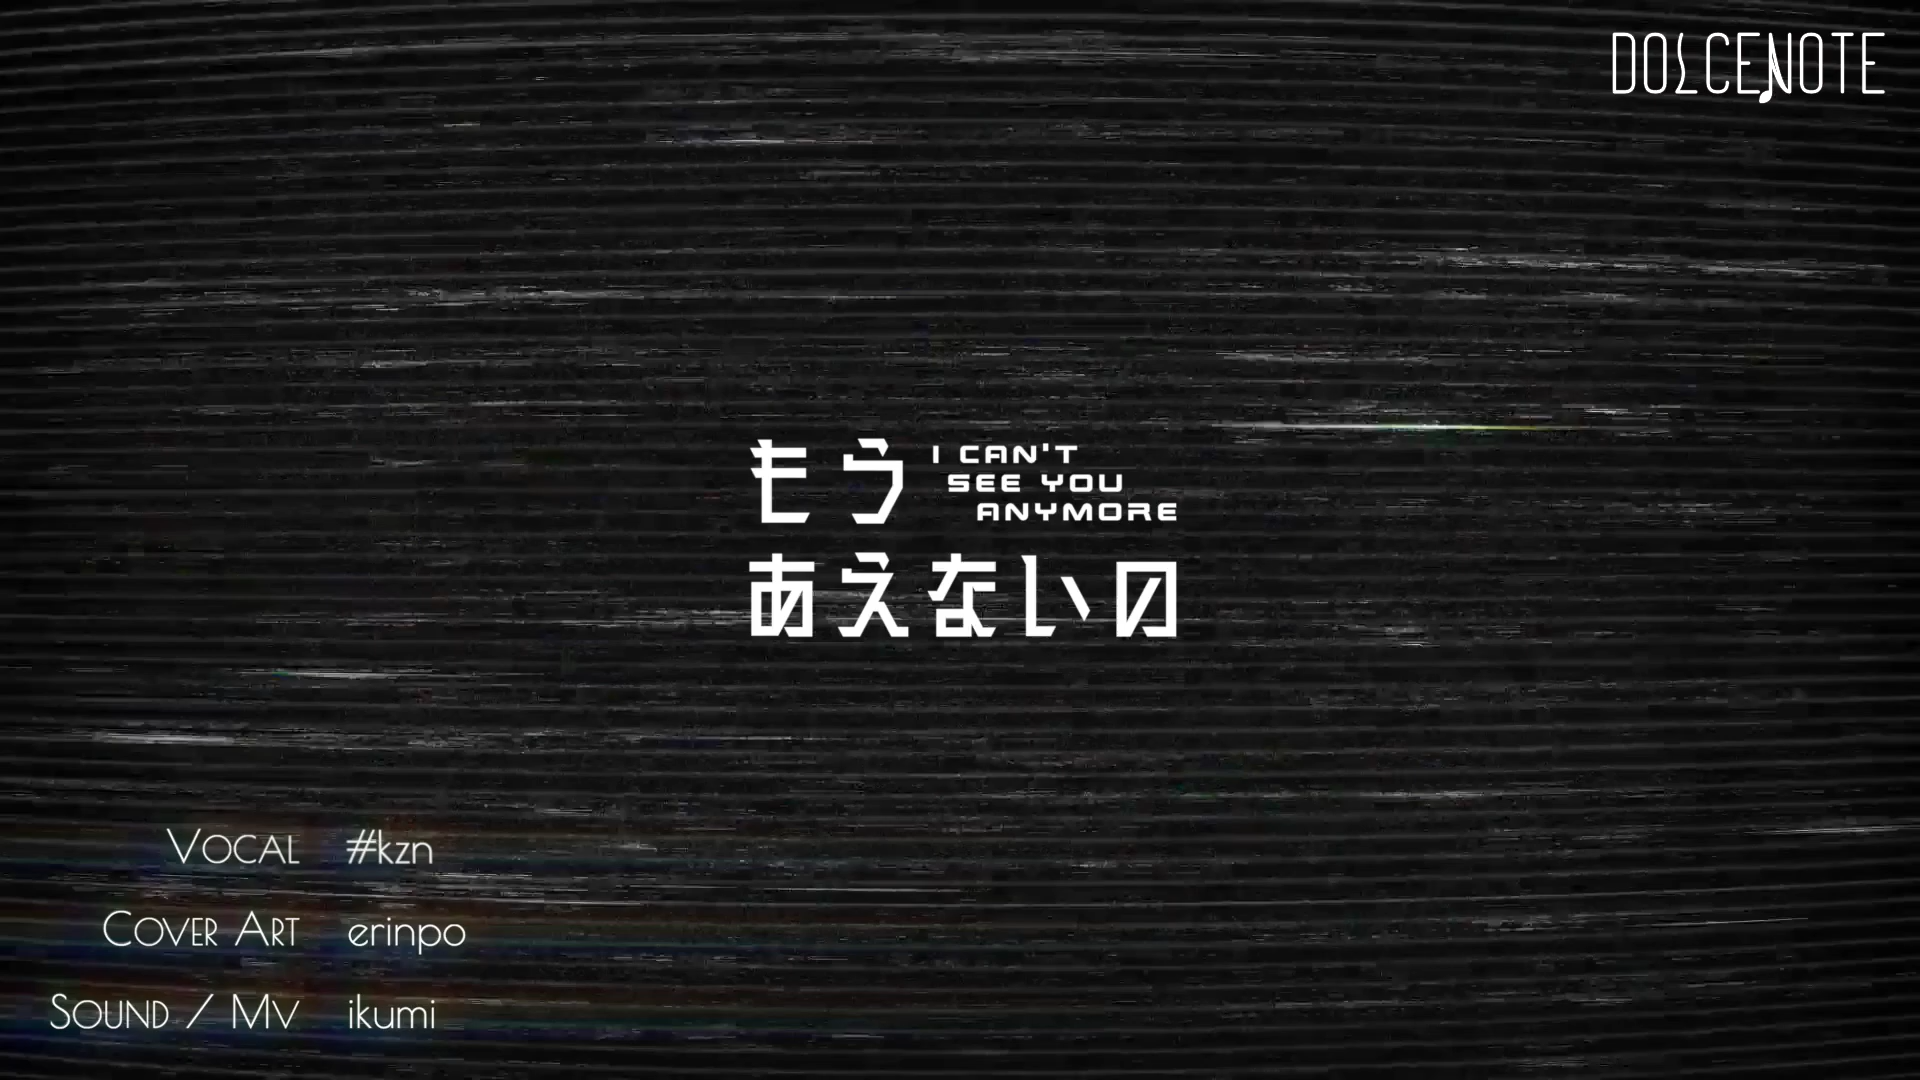 DOLCENOTE
もう
I CAN'T
SEE YOU
ANYMORE
あえないの
VOCAL #kzn
COVER ART erinpo
SOUND / MV ikumi